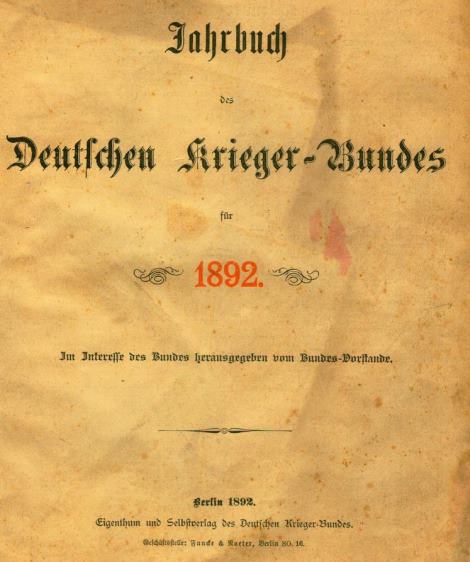 Jahrbuch
des
Deutschen Krieger-Bundes
für
1892.
Im Interesse des Bundes herausgegeben vom Bundes-Vorstande.
Berlin 1892.
Eigenthum und Selbstverlag des Deutschen Krieger-Bundes.
Geschäftsstelle: Funcke & Naeter, Berlin SO. 16.